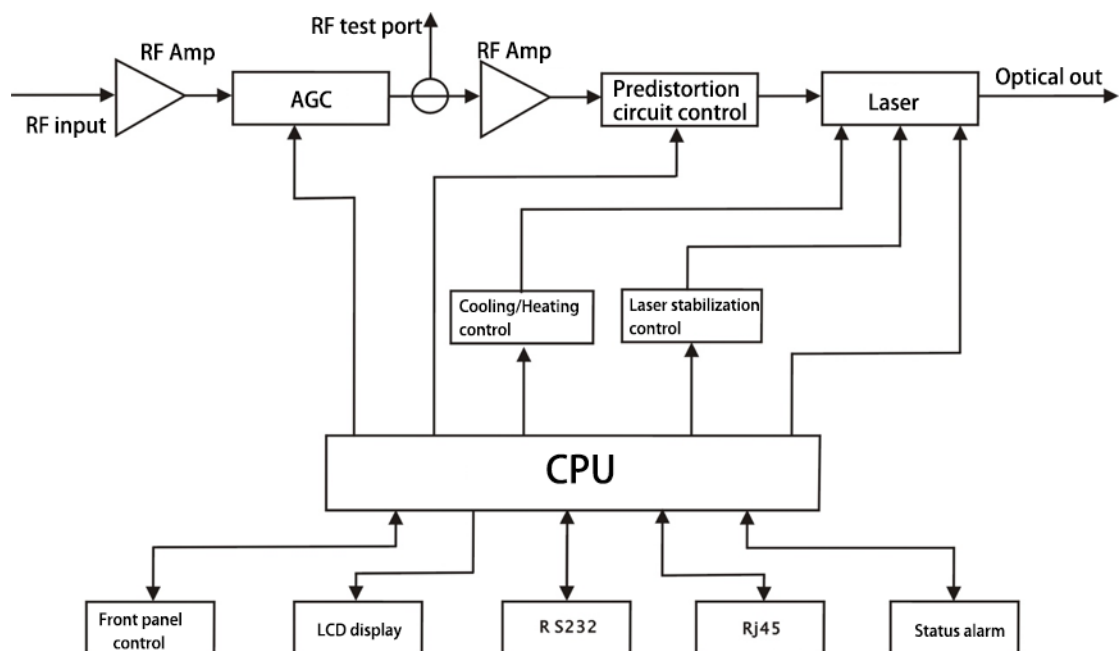 RF test port
RF Amp
RF Amp
Optical out
AGC
Predistortion
circuit control
Laser
RF input
Cooling/Heating
control
Laser stabilization
control
CPU
Front panel
control
LCD display
R S232
Rj45
Status alarm